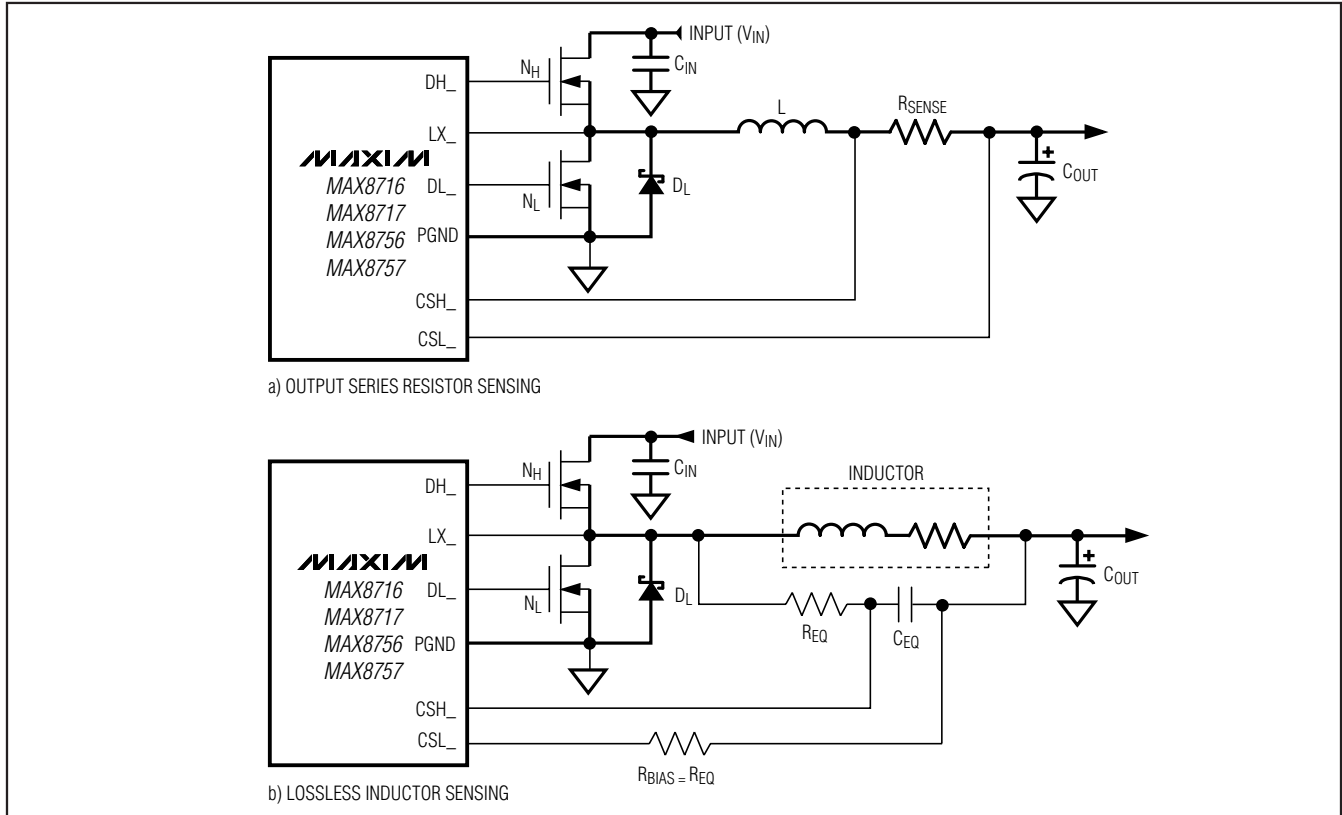 INPUT (VIN)
NH
CIN
DH_
L
RSENSE
LX_
MAXIM
MAX8716
DL_
NL
DL
+
COUT
MAX8717
MAX8756
PGND
MAX8757
CSH_
CSL_
a) OUTPUT SERIES RESISTOR SENSING
INPUT (VIN)
NH
CIN
INDUCTOR
DH_
LX_
MAXIM
MAX8716
DL_
NL
DL
+
COUT
MAX8717
REQ
CEQ
MAX8756
PGND
MAX8757
CSH_
CSL_
RBIAS = REQ
b) LOSSLESS INDUCTOR SENSING